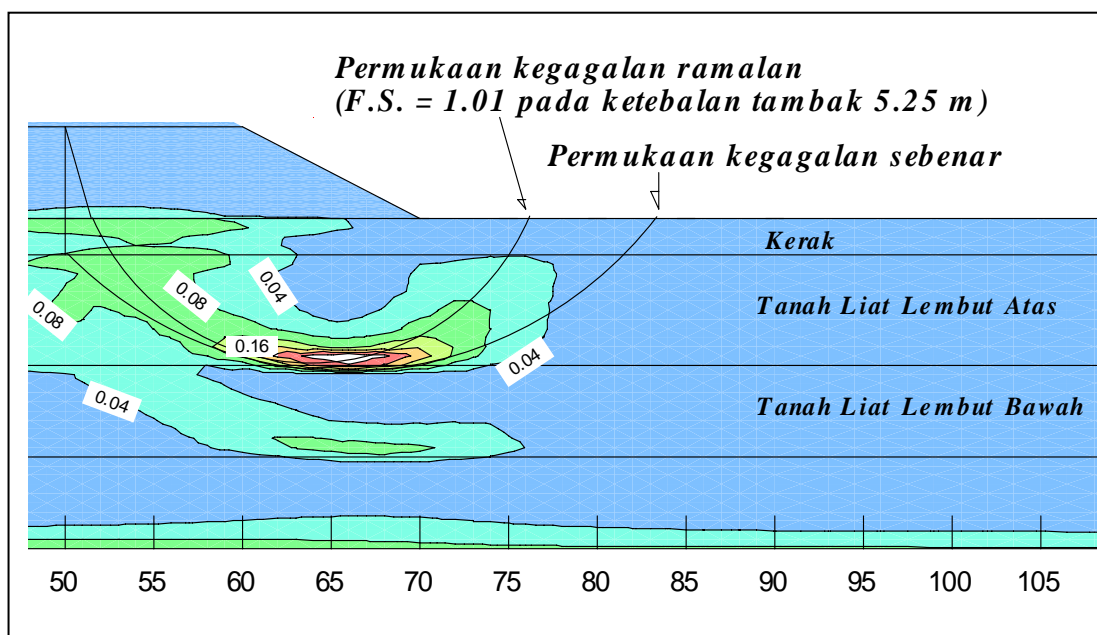 Permukaan kegagalan ramalan
(F.S. = 1.01 pada ketebalan tambak 5.25 m)
Permukaan kegagalan sebenar
Kerak
0.04
0.08
Tanah Liat Lembut Atas
0.08
0.16
0.04
0.04
Tanah Liat Lembut Bawah
50 55 60 65 70 75 80 85 90 95 100 105